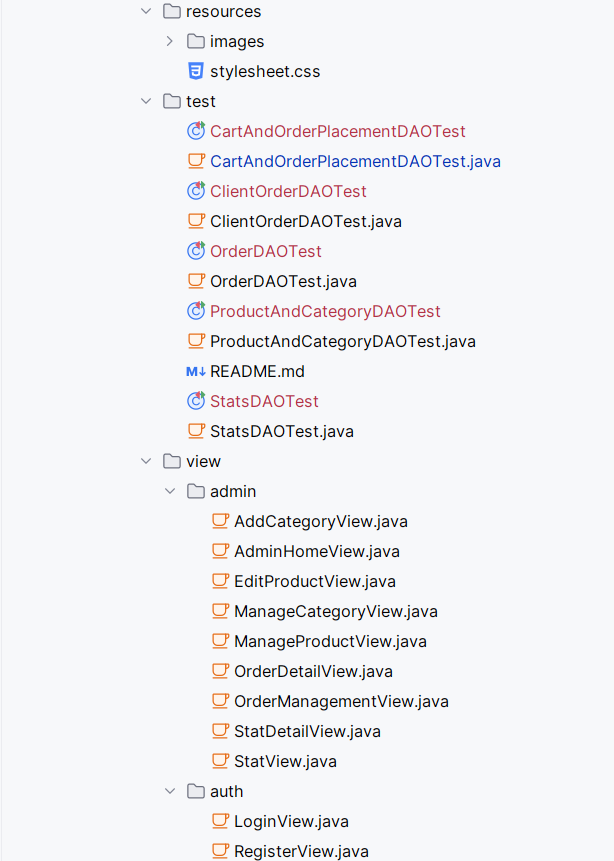 resources
images
stylesheet.css
test
CartAndOrderPlacementDAOTest
CartAndOrderPlacementDAOTest.java
ClientOrderDAOTest
ClientOrderDAOTest.java
OrderDAOTest
OrderDAOTest.java
ProductAndCategoryDAOTest
ProductAndCategoryDAOTest.java
M↓ README.md
StatsDAOTest
StatsDAOTest.java
view
admin
AddCategoryView.java
AdminHomeView.java
EditProductView.java
ManageCategoryView.java
ManageProductView.java
OrderDetailView.java
OrderManagementView.java
StatDetailView.java
StatView.java
auth
LoginView.java
RegisterView.java